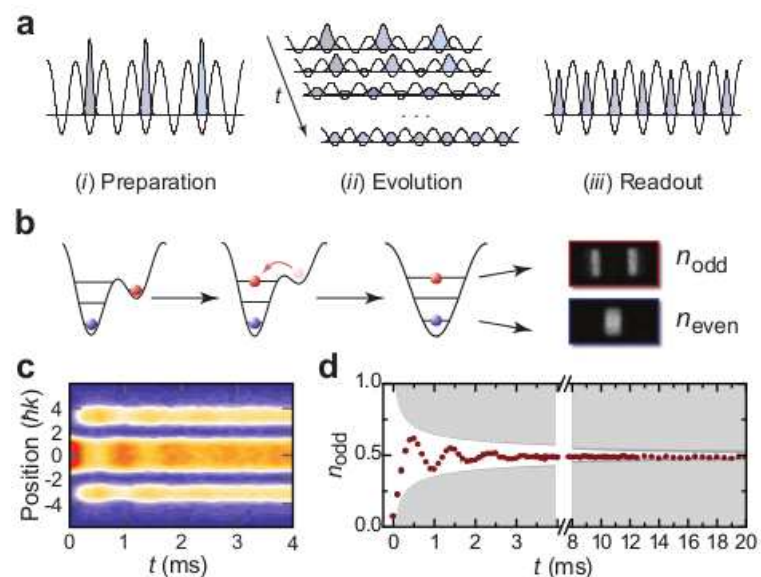 a
t
. . .
(i) Preparation
(ii) Evolution
(iii) Readout
b
n_odd
n_even
c
Position (ħk)
4
2
0
-2
-4
0 1 2 3 4
t (ms)
d
n_odd
1.0
0.5
0.0
0 1 2 3 8 10 12 14 16 18 20
t (ms)